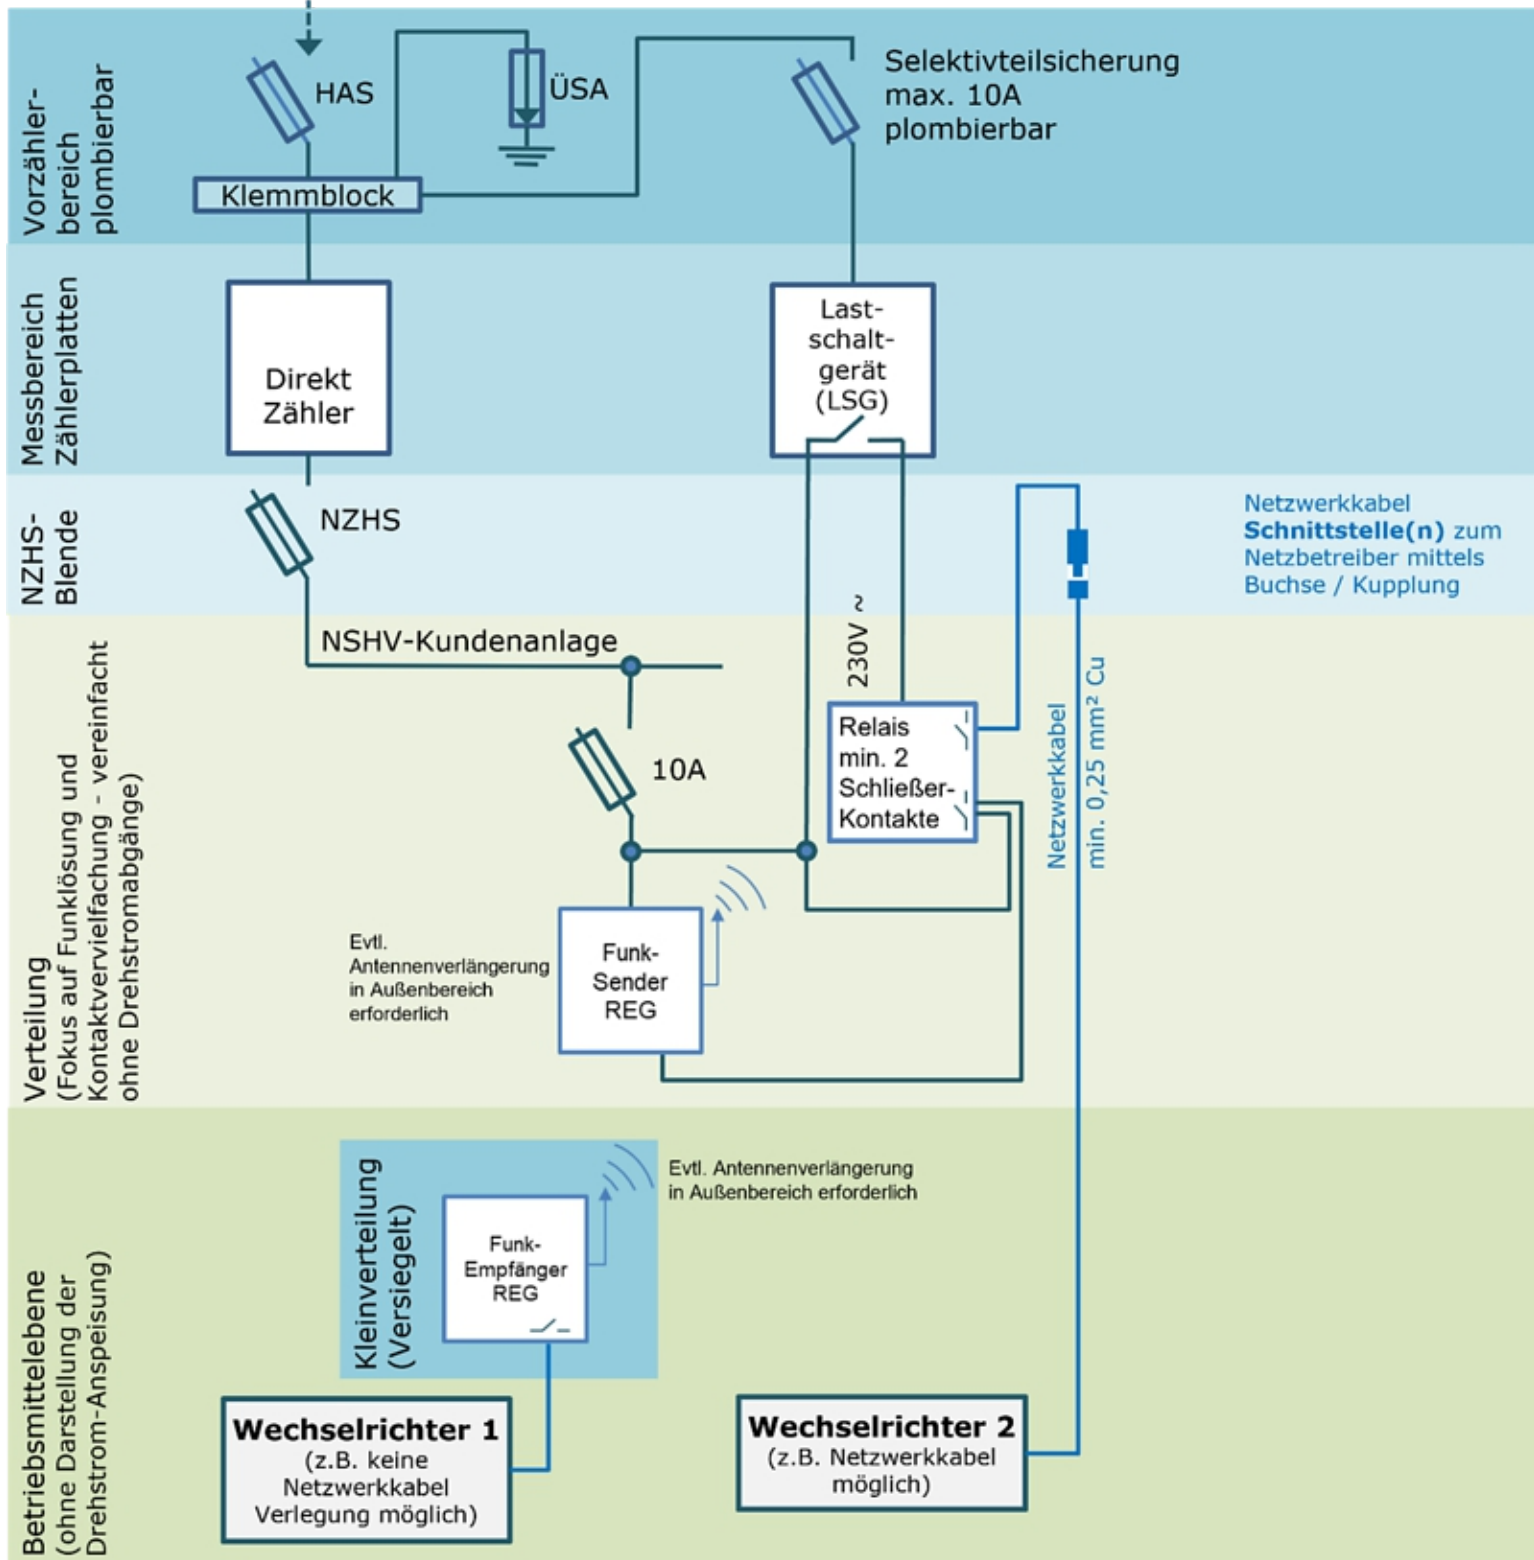 Vorzähler-
bereich
plombierbar
HAS
ÜSA
Selektivteilsicherung
max. 10A
plombierbar
Klemmblock
Messbereich
Zählerplatten
Direkt
Zähler
Last-
schalt-
gerät
(LSG)
NZHS-
Blende
NZHS
Netzwerkkabel
Schnittstelle(n) zum
Netzbetreiber mittels
Buchse / Kupplung
Verteilung
(Fokus auf Funklösung und
Kontaktvervielfachung - vereinfacht
ohne Drehstromabgänge)
NSHV-Kundenanlage
230V ~
10A
Relais
min. 2
Schließer-
Kontakte
Netzwerkkabel
min. 0,25 mm² Cu
Evtl.
Antennenverlängerung
in Außenbereich
erforderlich
Funk-
Sender
REG
Betriebsmittelebene
(ohne Darstellung der
Drehstrom-Anspeisung)
Kleinverteilung
(Versiegelt)
Funk-
Empfänger
REG
Evtl. Antennenverlängerung
in Außenbereich erforderlich
Wechselrichter 1
(z.B. keine
Netzwerkkabel
Verlegung möglich)
Wechselrichter 2
(z.B. Netzwerkkabel
möglich)